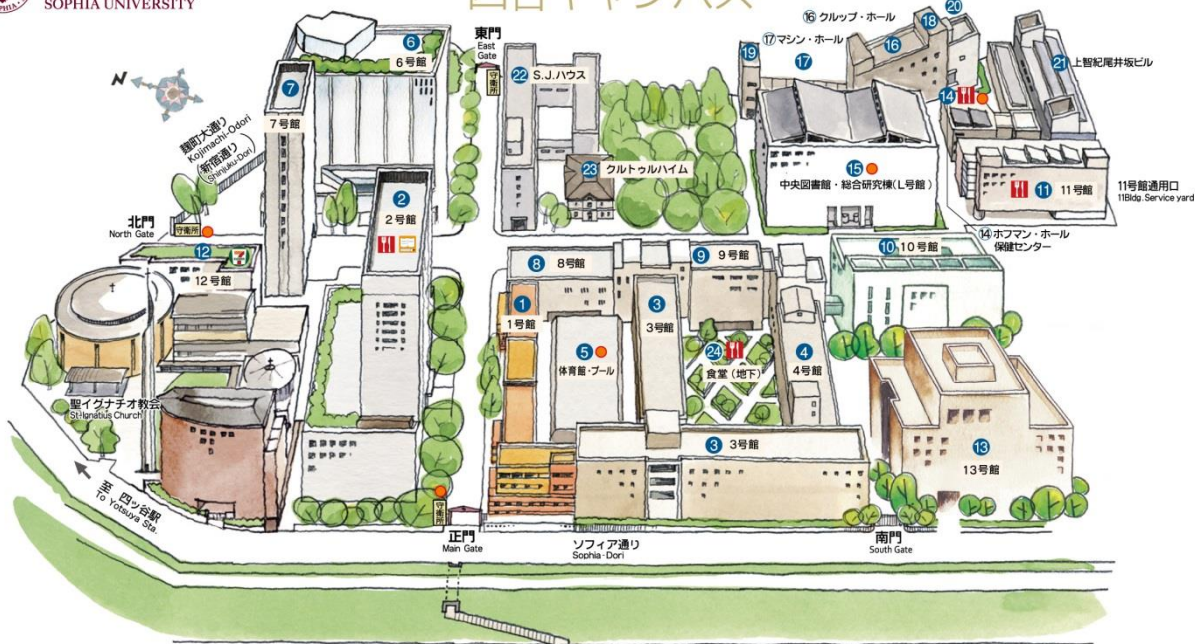 SOPHIA UNIVERSITY
四谷キャンパス
⑯ クルップ・ホール
⑰ マシン・ホール
18
20
16
17
19
21 上智紀尾井坂ビル
6
6号館
東門
East Gate
守衛所
22 S.J.ハウス
7
7号館
N
麹町大通り
Kojimachi-Odori
(新宿通り)
(Shinjuku-Dori)
14
15
中央図書館・総合研究棟(L号館)
11 11号館
11号館通用口
11Bldg. Service yard
23 クルトゥルハイム
2
2号館
北門
North Gate
守衛所
⑭ ホフマン・ホール
保健センター
12
7
12号館
8 8号館
9 9号館
10 10号館
1
1号館
3
3号館
5
体育館・プール
24
食堂(地下)
4
4号館
聖イグナチオ教会
St-Ignatius Church
3 3号館
13
13号館
至 四ツ谷駅
To Yotsuya Sta.
守衛所
正門
Main Gate
ソフィア通り
Sophia-Dori
南門
South Gate